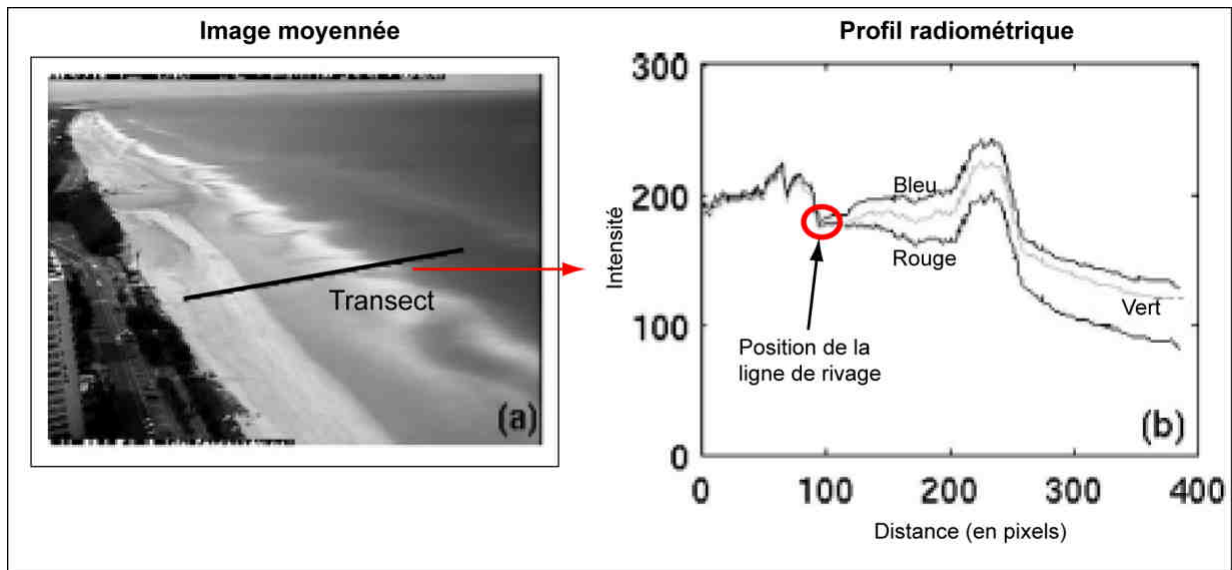 Image moyennée
Transect
(a)
Profil radiométrique
300
200
100
0
Intensité
Bleu
Rouge
Vert
Position de la
ligne de rivage
(b)
0 100 200 300 400
Distance (en pixels)